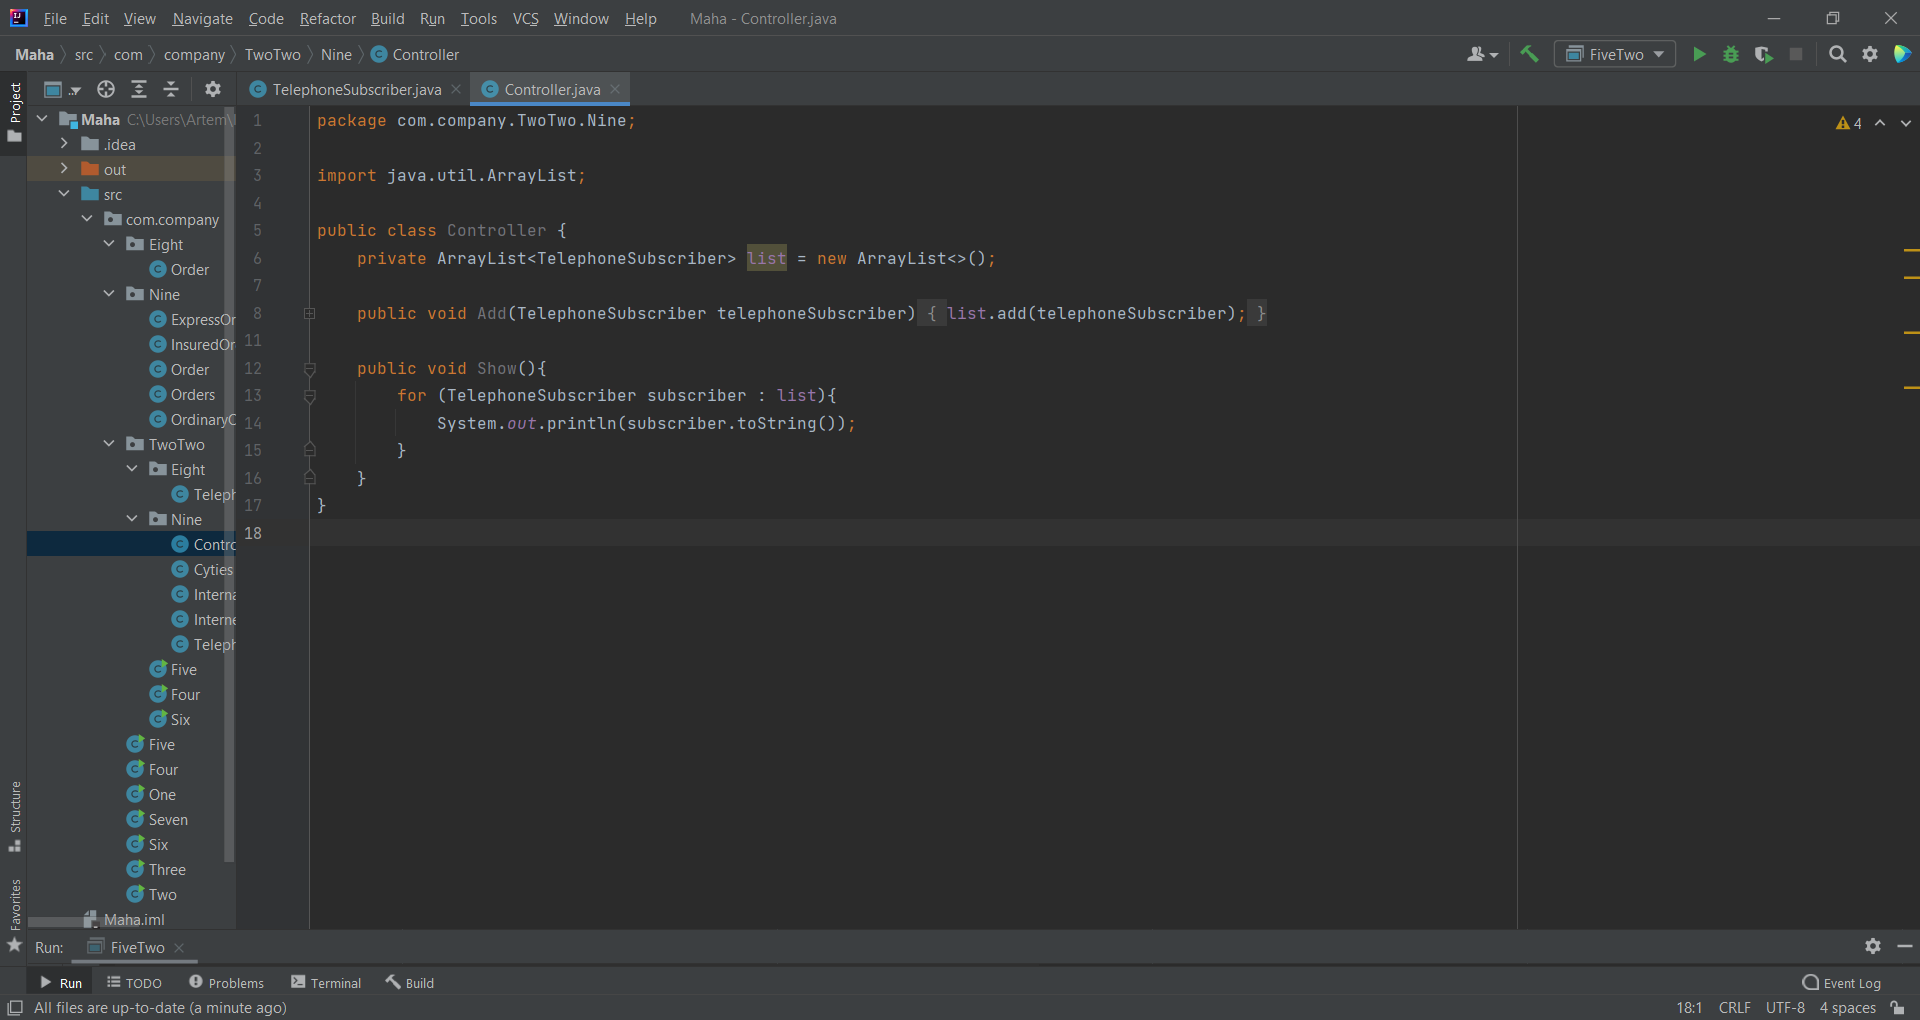 File Edit View Navigate Code Refactor Build Run Tools VCS Window Help Maha - Controller.java
Maha src com company TwoTwo Nine Controller FiveTwo
Project
TelephoneSubscriber.java Controller.java
Maha C:\Users\Artem\
.idea
out
src
com.company
Eight
Order
Nine
ExpressOr
InsuredOr
Order
Orders
OrdinaryC
TwoTwo
Eight
Teleph
Nine
Contro
Cyties
Interna
Interne
Teleph
Five
Four
Six
Five
Four
One
Seven
Six
Three
Two
Maha.iml
Structure
Favorites
1 package com.company.TwoTwo.Nine;
2
3 import java.util.ArrayList;
4
5 public class Controller {
6 private ArrayList<TelephoneSubscriber> list = new ArrayList<>();
7
8 public void Add(TelephoneSubscriber telephoneSubscriber) { list.add(telephoneSubscriber); }
11
12 public void Show(){
13 for (TelephoneSubscriber subscriber : list){
14 System.out.println(subscriber.toString());
15 }
16 }
17 }
18
4
Run: FiveTwo
Run TODO Problems Terminal Build Event Log
All files are up-to-date (a minute ago) 18:1 CRLF UTF-8 4 spaces